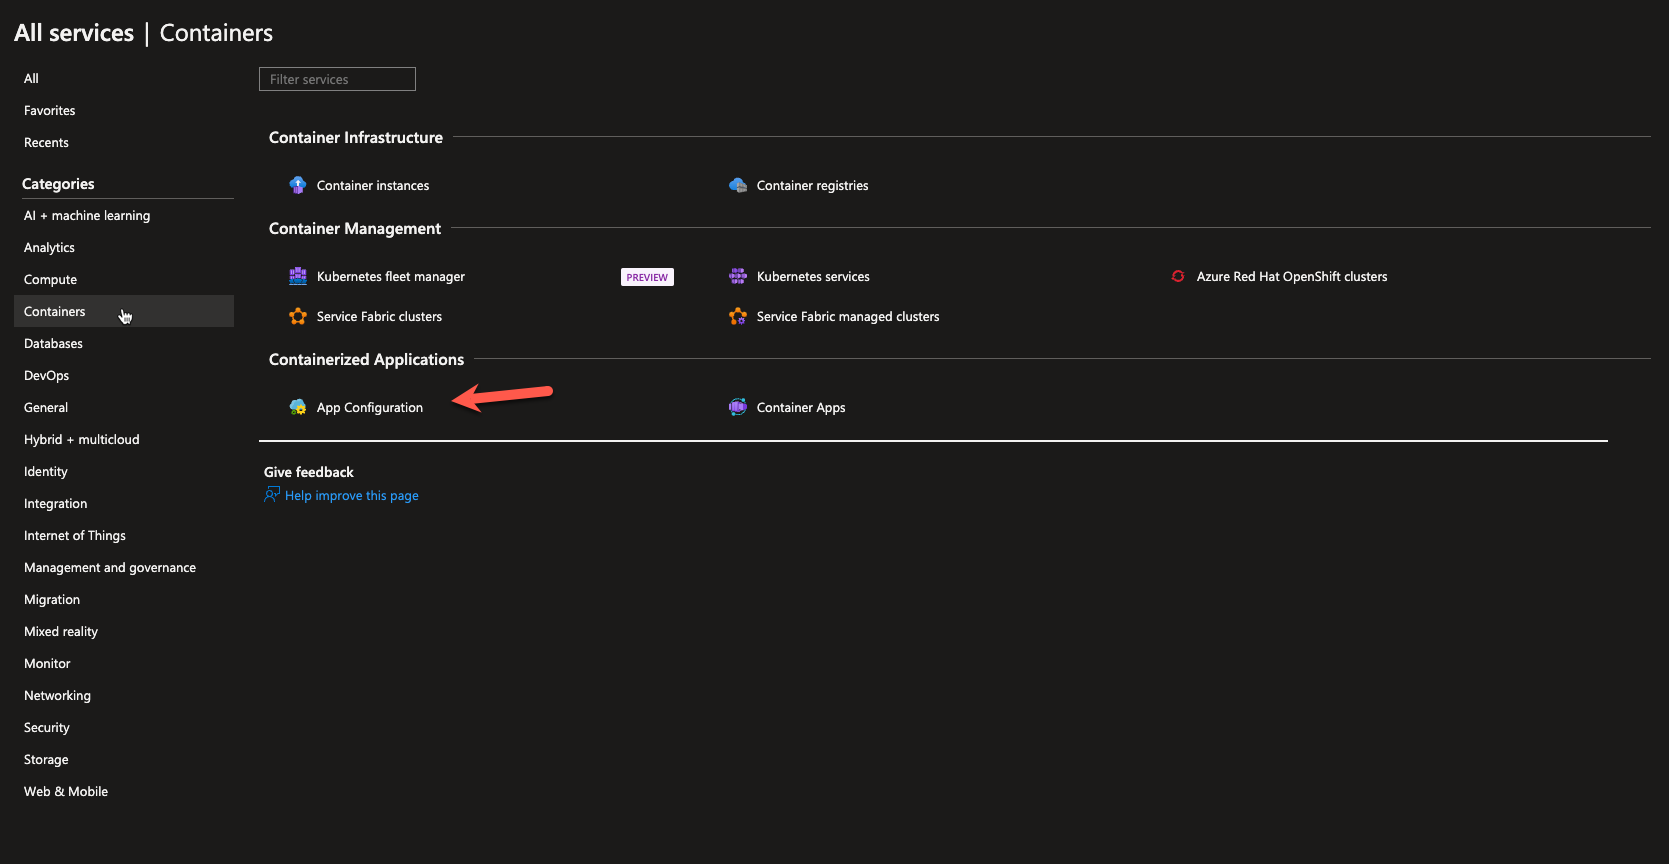 All services | Containers
All
Favorites
Recents
Categories
AI + machine learning
Analytics
Compute
Containers
Databases
DevOps
General
Hybrid + multicloud
Identity
Integration
Internet of Things
Management and governance
Migration
Mixed reality
Monitor
Networking
Security
Storage
Web & Mobile
Filter services
Container Infrastructure
Container instances
Container registries
Container Management
Kubernetes fleet manager
PREVIEW
Kubernetes services
Azure Red Hat OpenShift clusters
Service Fabric clusters
Service Fabric managed clusters
Containerized Applications
App Configuration
Container Apps
Give feedback
Help improve this page